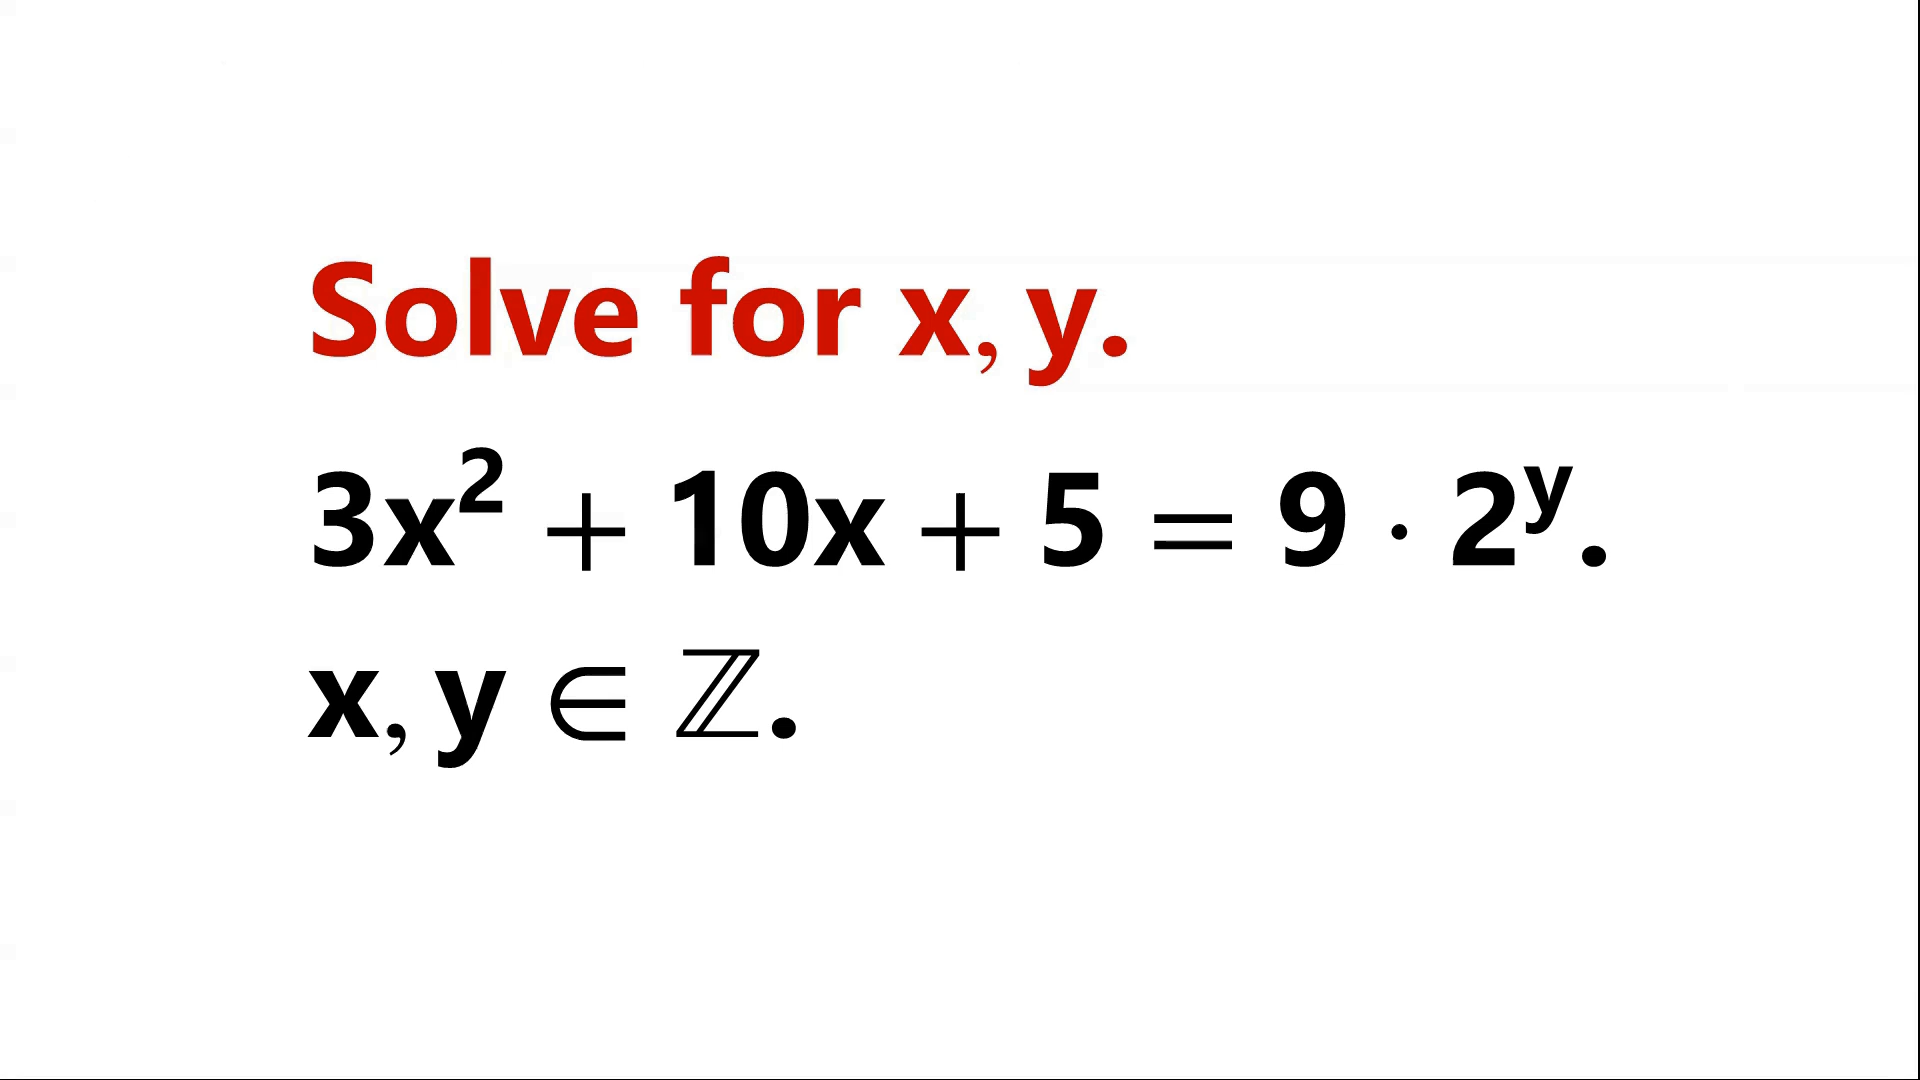 Solve for x, y.
3x² + 10x + 5 = 9 · 2ʸ.
x, y ∈ ℤ.